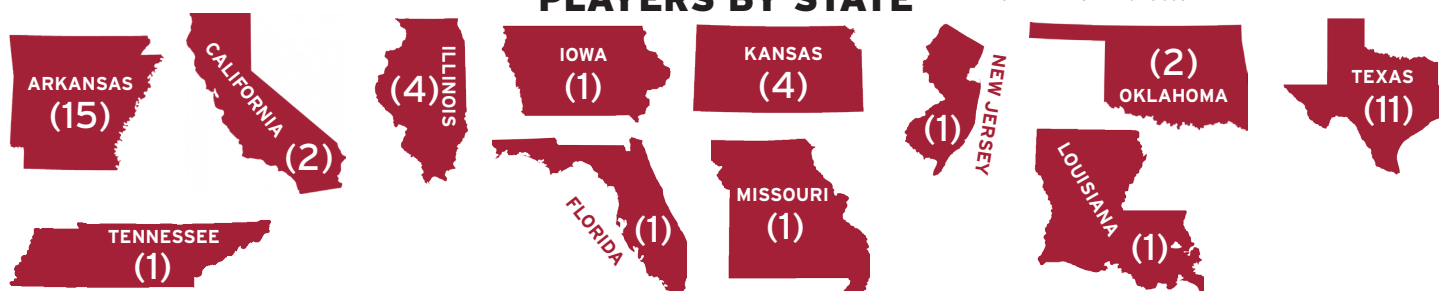 PLAYERS BY STATE
ARKANSAS
(15)
CALIFORNIA
(2)
ILLINOIS
(4)
IOWA
(1)
KANSAS
(4)
NEW JERSEY
(1)
(2)
OKLAHOMA
TEXAS
(11)
TENNESSEE
(1)
FLORIDA
(1)
MISSOURI
(1)
LOUISIANA
(1)